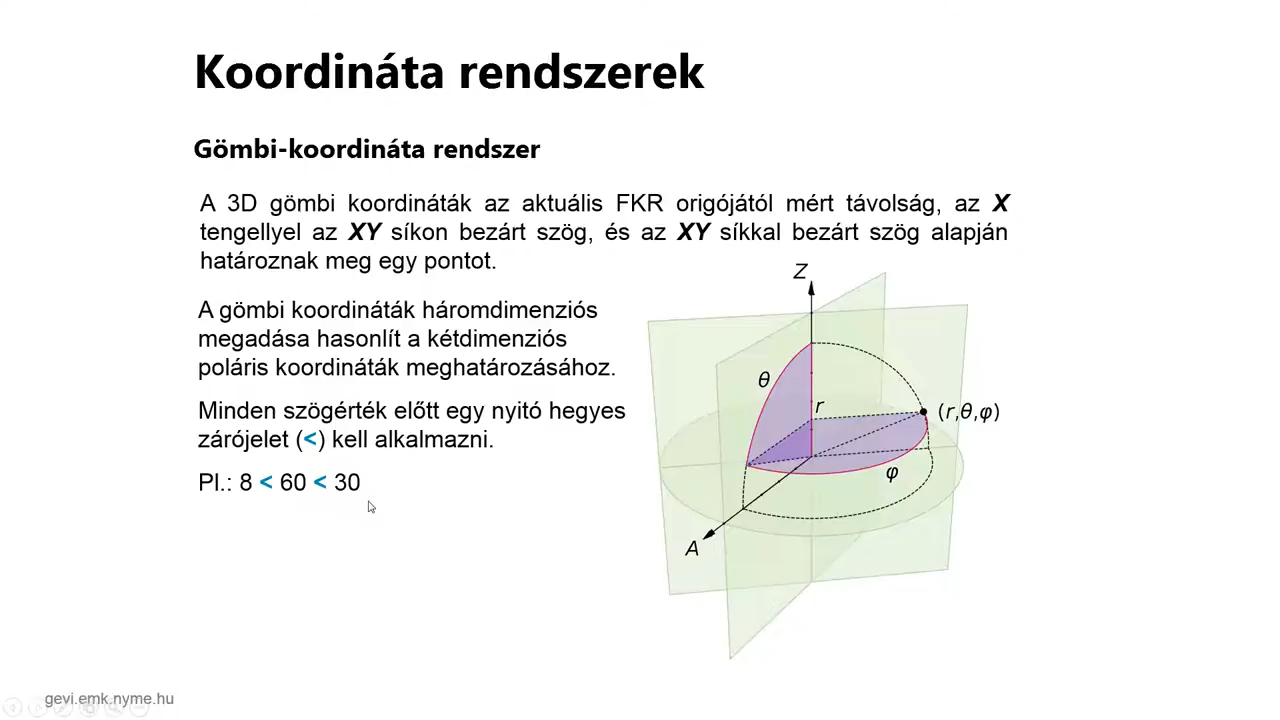 Koordináta rendszerek
Gömbi-koordináta rendszer
A 3D gömbi koordináták az aktuális FKR origójától mért távolság, az X
tengellyel az XY síkon bezárt szög, és az XY síkkal bezárt szög alapján
határoznak meg egy pontot.
A gömbi koordináták háromdimenziós
megadása hasonlít a kétdimenziós
poláris koordináták meghatározásához.
Minden szögérték előtt egy nyitó hegyes
zárójelet (<) kell alkalmazni.
Pl.: 8 < 60 < 30
Z
θ
r
(r,θ,φ)
φ
A
gevi.emk.nyme.hu